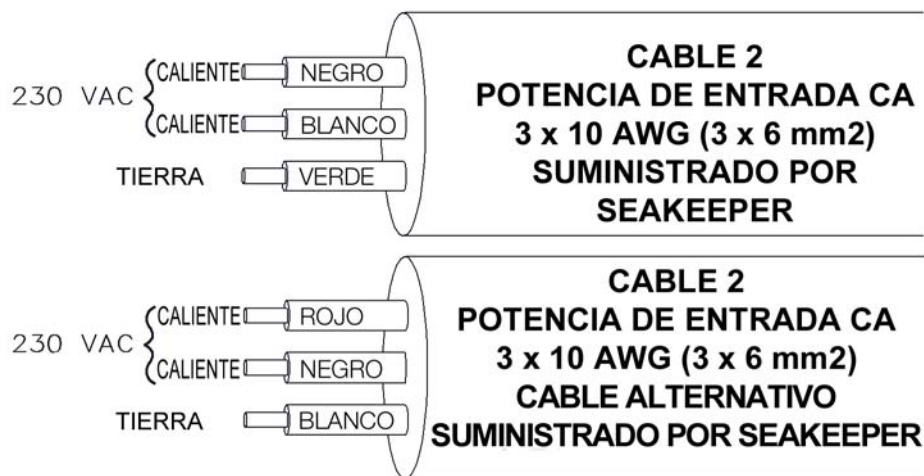 230 VAC
CALIENTE NEGRO
CALIENTE BLANCO
TIERRA VERDE
CABLE 2
POTENCIA DE ENTRADA CA
3 x 10 AWG (3 x 6 mm2)
SUMINISTRADO POR
SEAKEEPER
230 VAC
CALIENTE ROJO
CALIENTE NEGRO
TIERRA BLANCO
CABLE 2
POTENCIA DE ENTRADA CA
3 x 10 AWG (3 x 6 mm2)
CABLE ALTERNATIVO
SUMINISTRADO POR SEAKEEPER